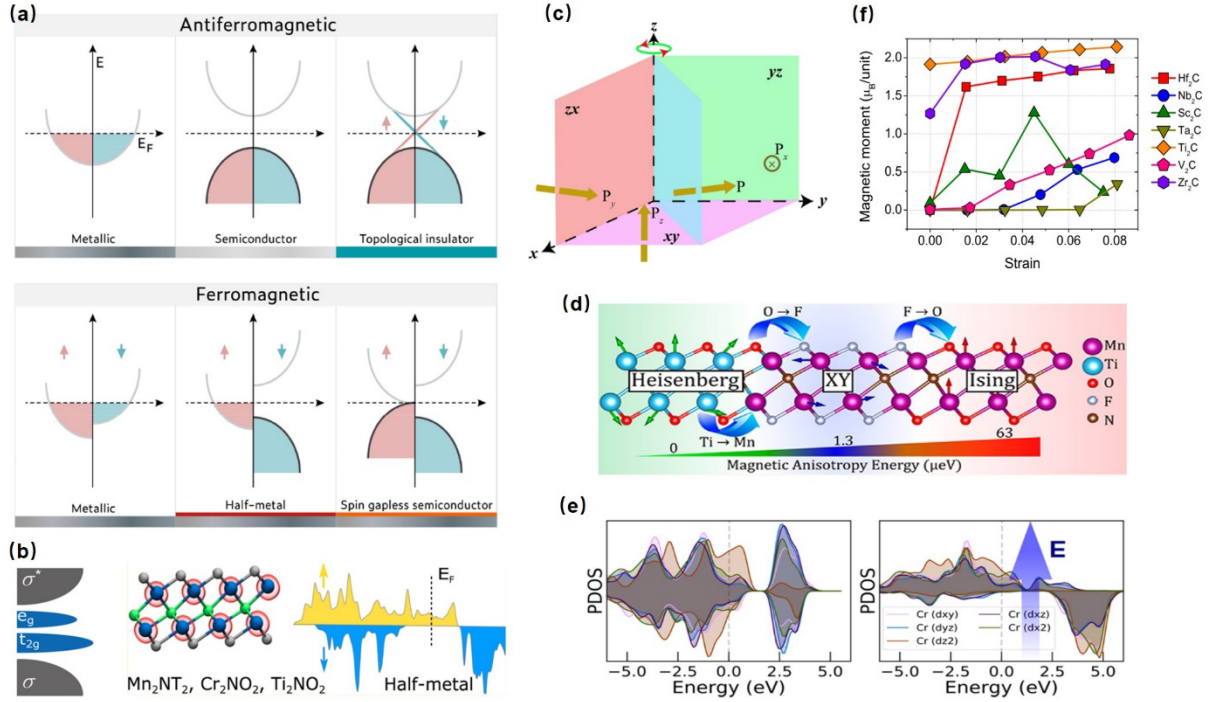 (a)
Antiferromagnetic
E
E_F
Metallic
Semiconductor
Topological insulator
Ferromagnetic
Metallic
Half-metal
Spin gapless semiconductor
(b)
σ*
e_g
t_2g
σ
Mn₂NT₂, Cr₂NO₂, Ti₂NO₂
E_F
Half-metal
(c)
z
yz
zx
P_x
P_y
P
P_z
y
xy
x
(d)
O → F
F → O
Heisenberg
XY
Ising
Ti → Mn
0
1.3
63
Magnetic Anisotropy Energy (μeV)
Mn
Ti
O
F
N
(e)
PDOS
−5.0 −2.5 0.0 2.5 5.0
Energy (eV)
PDOS
E
Cr (dxy)
Cr (dyz)
Cr (dz2)
Cr (dxz)
Cr (dx2)
−5.0 −2.5 0.0 2.5 5.0
Energy (eV)
(f)
Magnetic moment (μ_B/unit)
2.0
1.5
1.0
0.5
0.0
0.00 0.02 0.04 0.06 0.08
Strain
Hf₂C
Nb₂C
Sc₂C
Ta₂C
Ti₂C
V₂C
Zr₂C